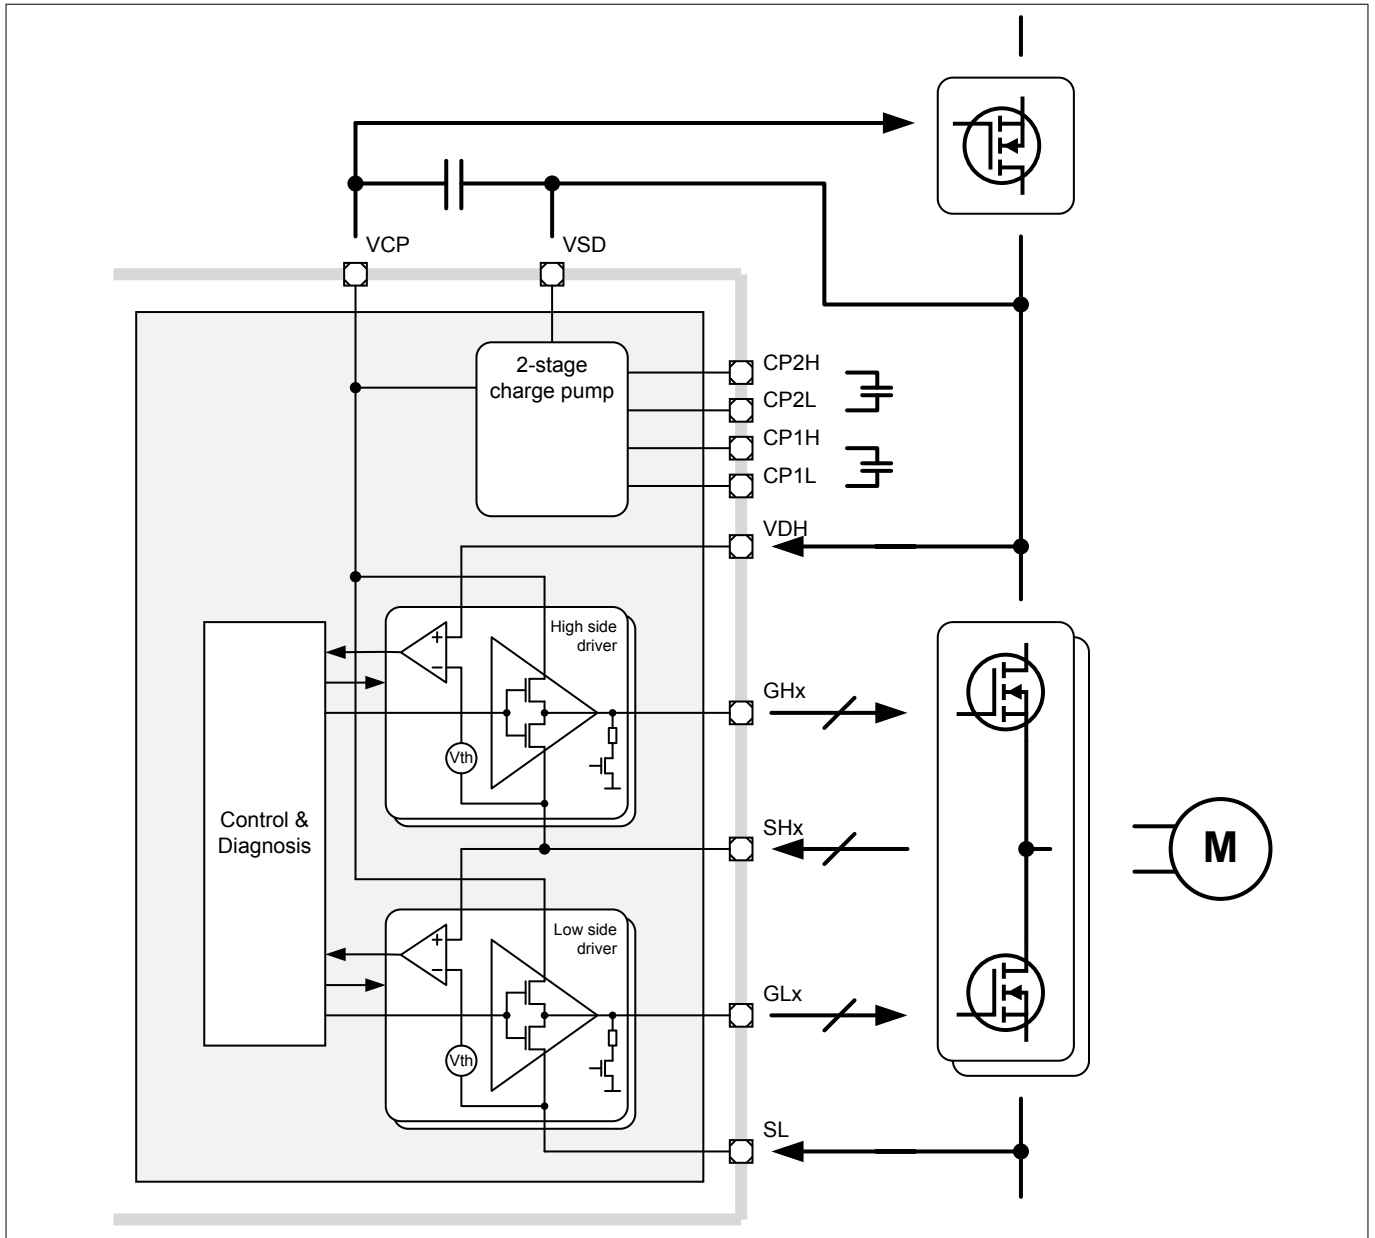 VCP
VSD
2-stage
charge pump
CP2H
CP2L
CP1H
CP1L
VDH
High side
driver
+
−
Vth
GHx
Control &
Diagnosis
SHx
M
Low side
driver
+
−
Vth
GLx
SL